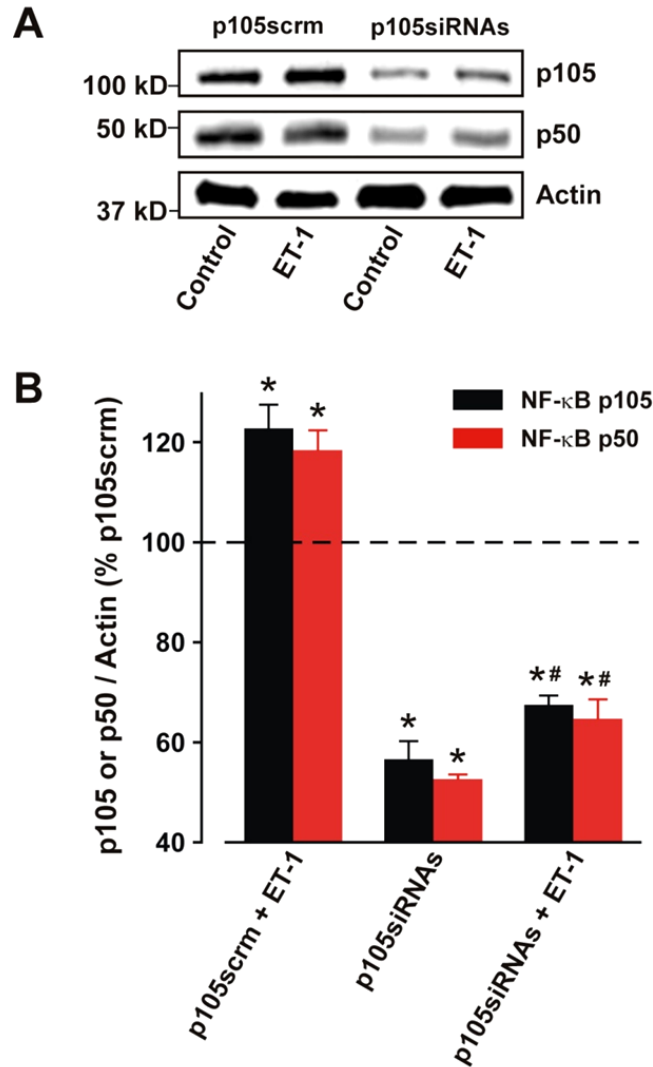 A
p105scrm p105siRNAs
100 kD p105
50 kD p50
37 kD Actin
Control ET-1 Control ET-1
B
* * NF-κB p105
NF-κB p50
p105 or p50 / Actin (% p105scrm)
120
100
80
*# *#
* *
60
40
p105scrm + ET-1
p105siRNAs
p105siRNAs + ET-1